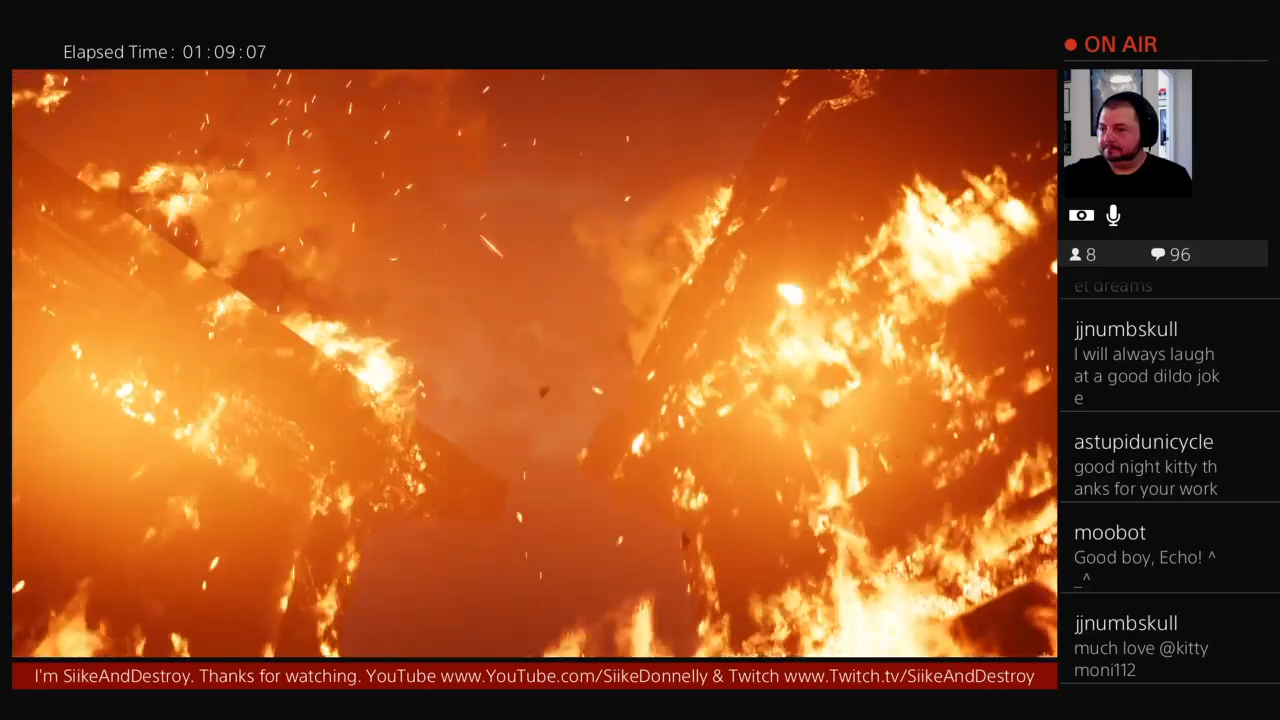 Elapsed Time: 01:09:07
ON AIR
8 96
et dreams
jjnumbskull
I will always laugh
at a good dildo jok
e
astupidunicycle
good night kitty th
anks for your work
moobot
Good boy, Echo! ^
_^
jjnumbskull
much love @kitty
moni112
I'm SiikeAndDestroy. Thanks for watching. YouTube www.YouTube.com/SiikeDonnelly & Twitch www.Twitch.tv/SiikeAndDestroy